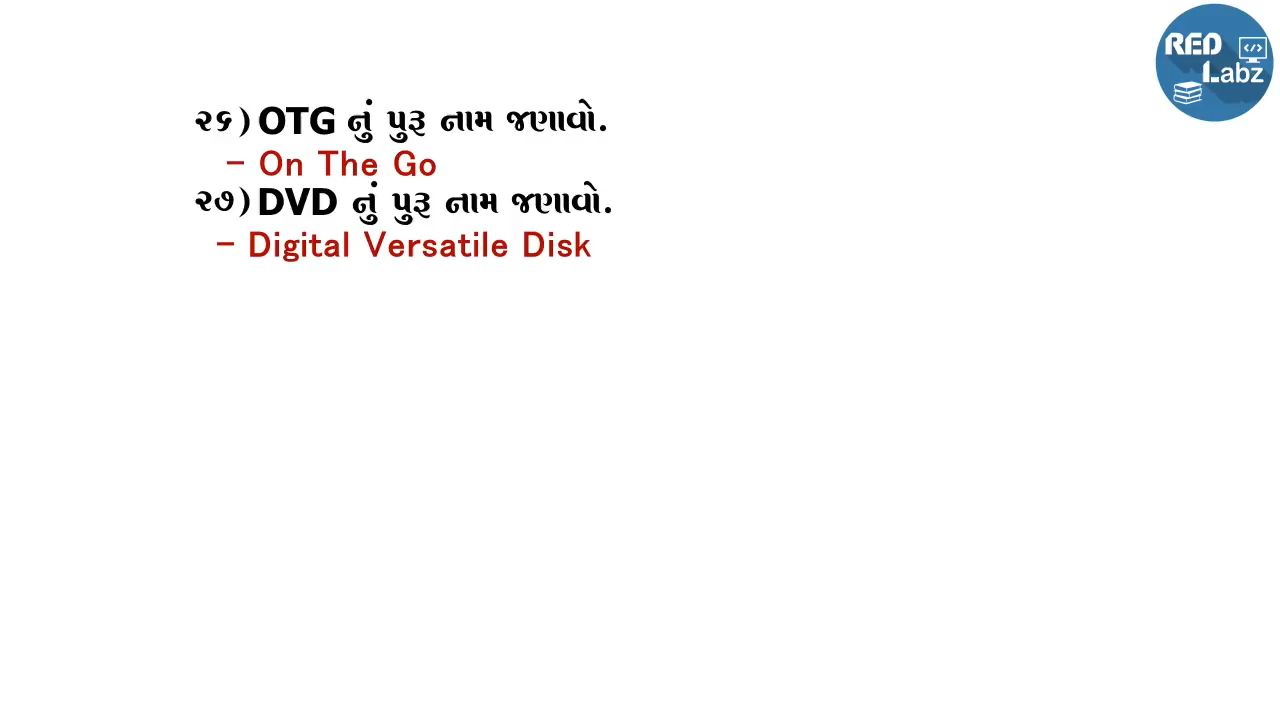 RED
Labz
૨૬) OTG નું પુરૂ નામ જણાવો.
- On The Go
૨૭) DVD નું પુરૂ નામ જણાવો.
- Digital Versatile Disk